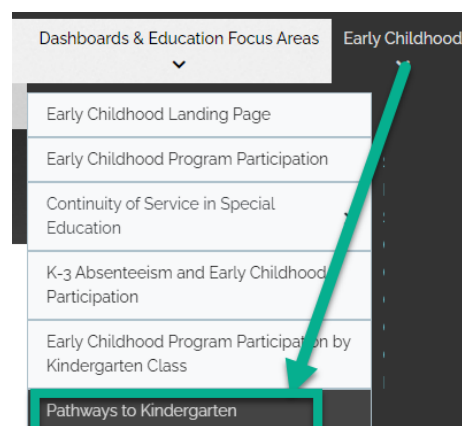 Dashboards & Education Focus Areas
Early Childhood
Early Childhood Landing Page
Early Childhood Program Participation
Continuity of Service in Special
Education
K-3 Absenteeism and Early Childhood
Participation
Early Childhood Program Participation by
Kindergarten Class
Pathways to Kindergarten